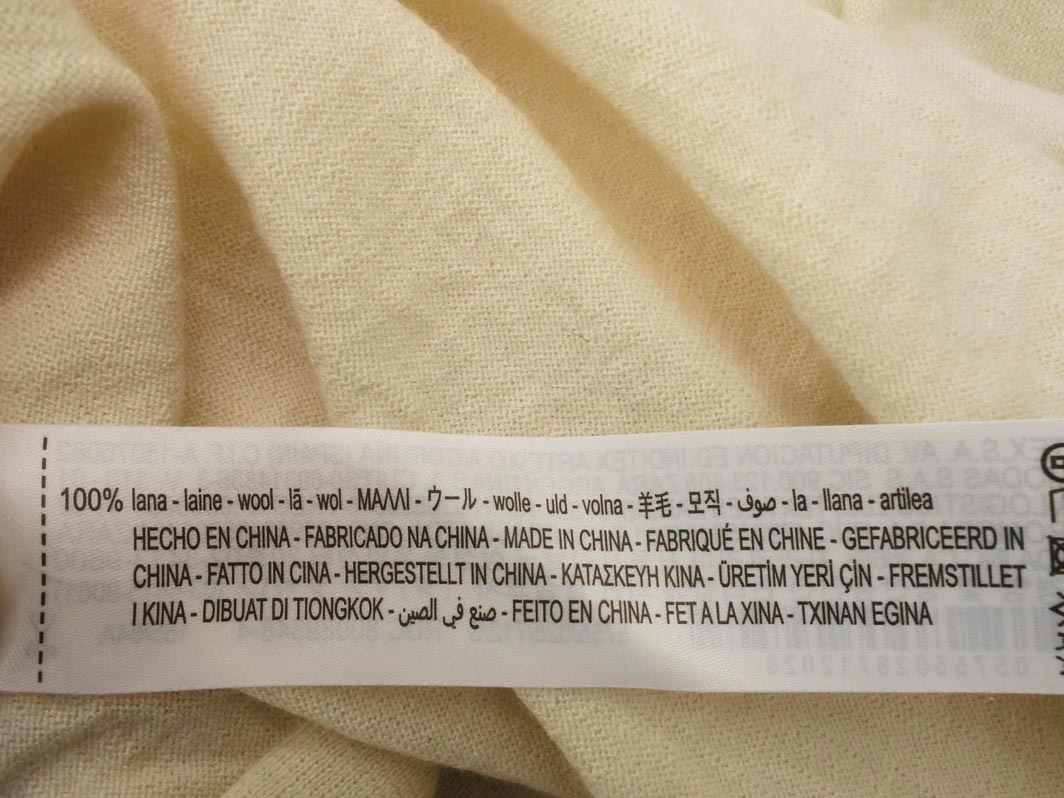 100% lana - laine - wool - lã - wol - ΜΑΛΛΙ - ウール - wolle - uld - volna - 羊毛 - 모직 - صوف - la - llana - artilea
HECHO EN CHINA - FABRICADO NA CHINA - MADE IN CHINA - FABRIQUÉ EN CHINE - GEFABRICEERD IN
CHINA - FATTO IN CINA - HERGESTELLT IN CHINA - ΚΑΤΑΣΚΕΥΗ ΚΙΝΑ - ÜRETİM YERİ ÇİN - FREMSTILLET
I KINA - DIBUAT DI TIONGKOK - صنع في الصين - FEITO EN CHINA - FET A LA XINA - TXINAN EGINA